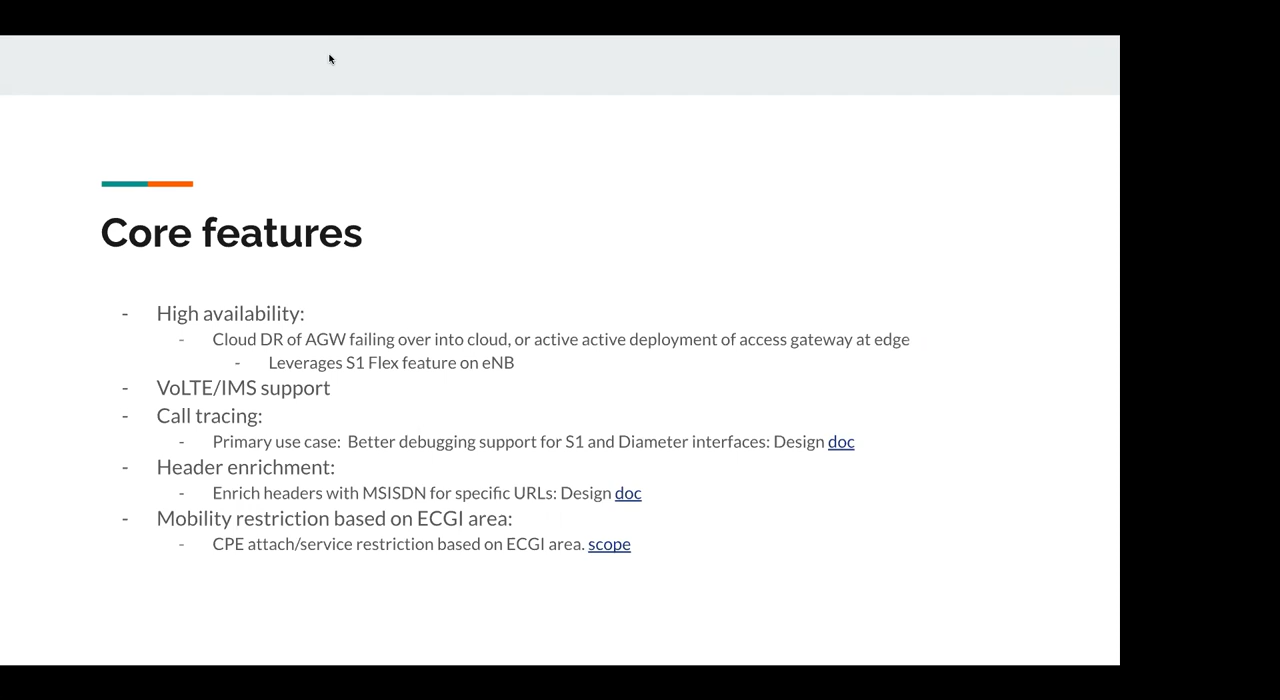 Core features
- High availability:
- Cloud DR of AGW failing over into cloud, or active active deployment of access gateway at edge
- Leverages S1 Flex feature on eNB
- VoLTE/IMS support
- Call tracing:
- Primary use case: Better debugging support for S1 and Diameter interfaces: Design doc
- Header enrichment:
- Enrich headers with MSISDN for specific URLs: Design doc
- Mobility restriction based on ECGI area:
- CPE attach/service restriction based on ECGI area. scope